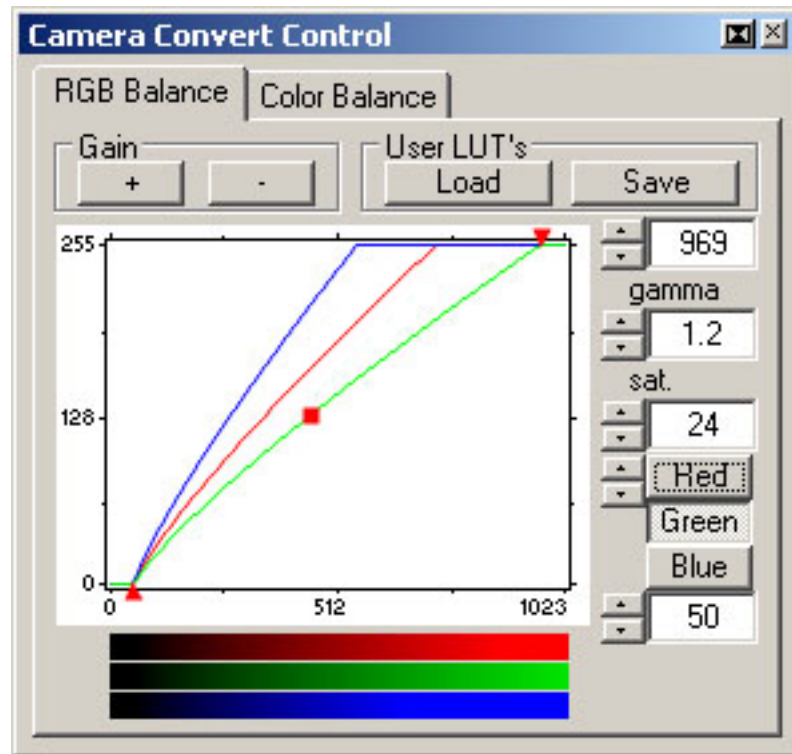 Camera Convert Control
RGB Balance Color Balance
Gain User LUT's
+ - Load Save
255 969
gamma
1.2
sat.
128 24
Red
Green
Blue
0
0 512 1023 50